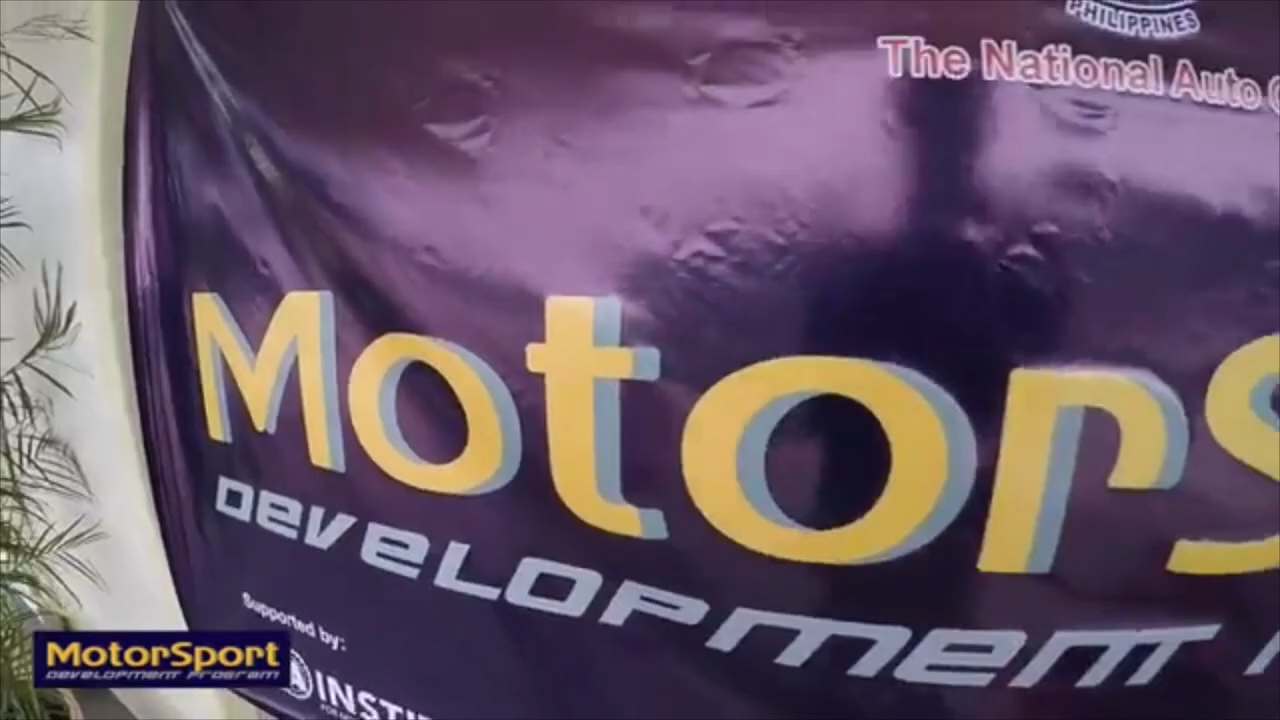 PHILIPPINES
The National Auto
MotorS
DEVELOPMENT
Supported by:
INSTI
MotorSport
DEVELOPMENT PROGRAM